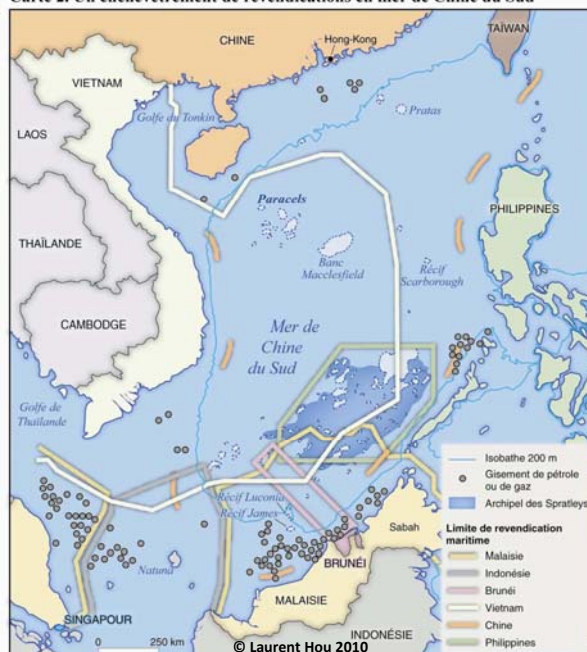 Carte 2. Un enchevêtrement de revendications en mer de Chine du Sud
CHINE
Hong-Kong
TAÏWAN
VIETNAM
Golfe du Tonkin
Pratas
LAOS
Paracels
PHILIPPINES
THAÏLANDE
Banc
Macclesfield
Récif
Scarborough
CAMBODGE
Mer de
Chine
du Sud
Golfe de
Thaïlande
Isobathe 200 m
Gisement de pétrole
ou de gaz
Archipel des Spratleys
Récif Luconia
Récif James
Sabah
Limite de revendication
maritime
Malaisie
Natuna
BRUNÉI
Indonésie
Brunéi
MALAISIE
Vietnam
SINGAPOUR
Chine
250 km
INDONÉSIE
Philippines
© Laurent Hou 2010